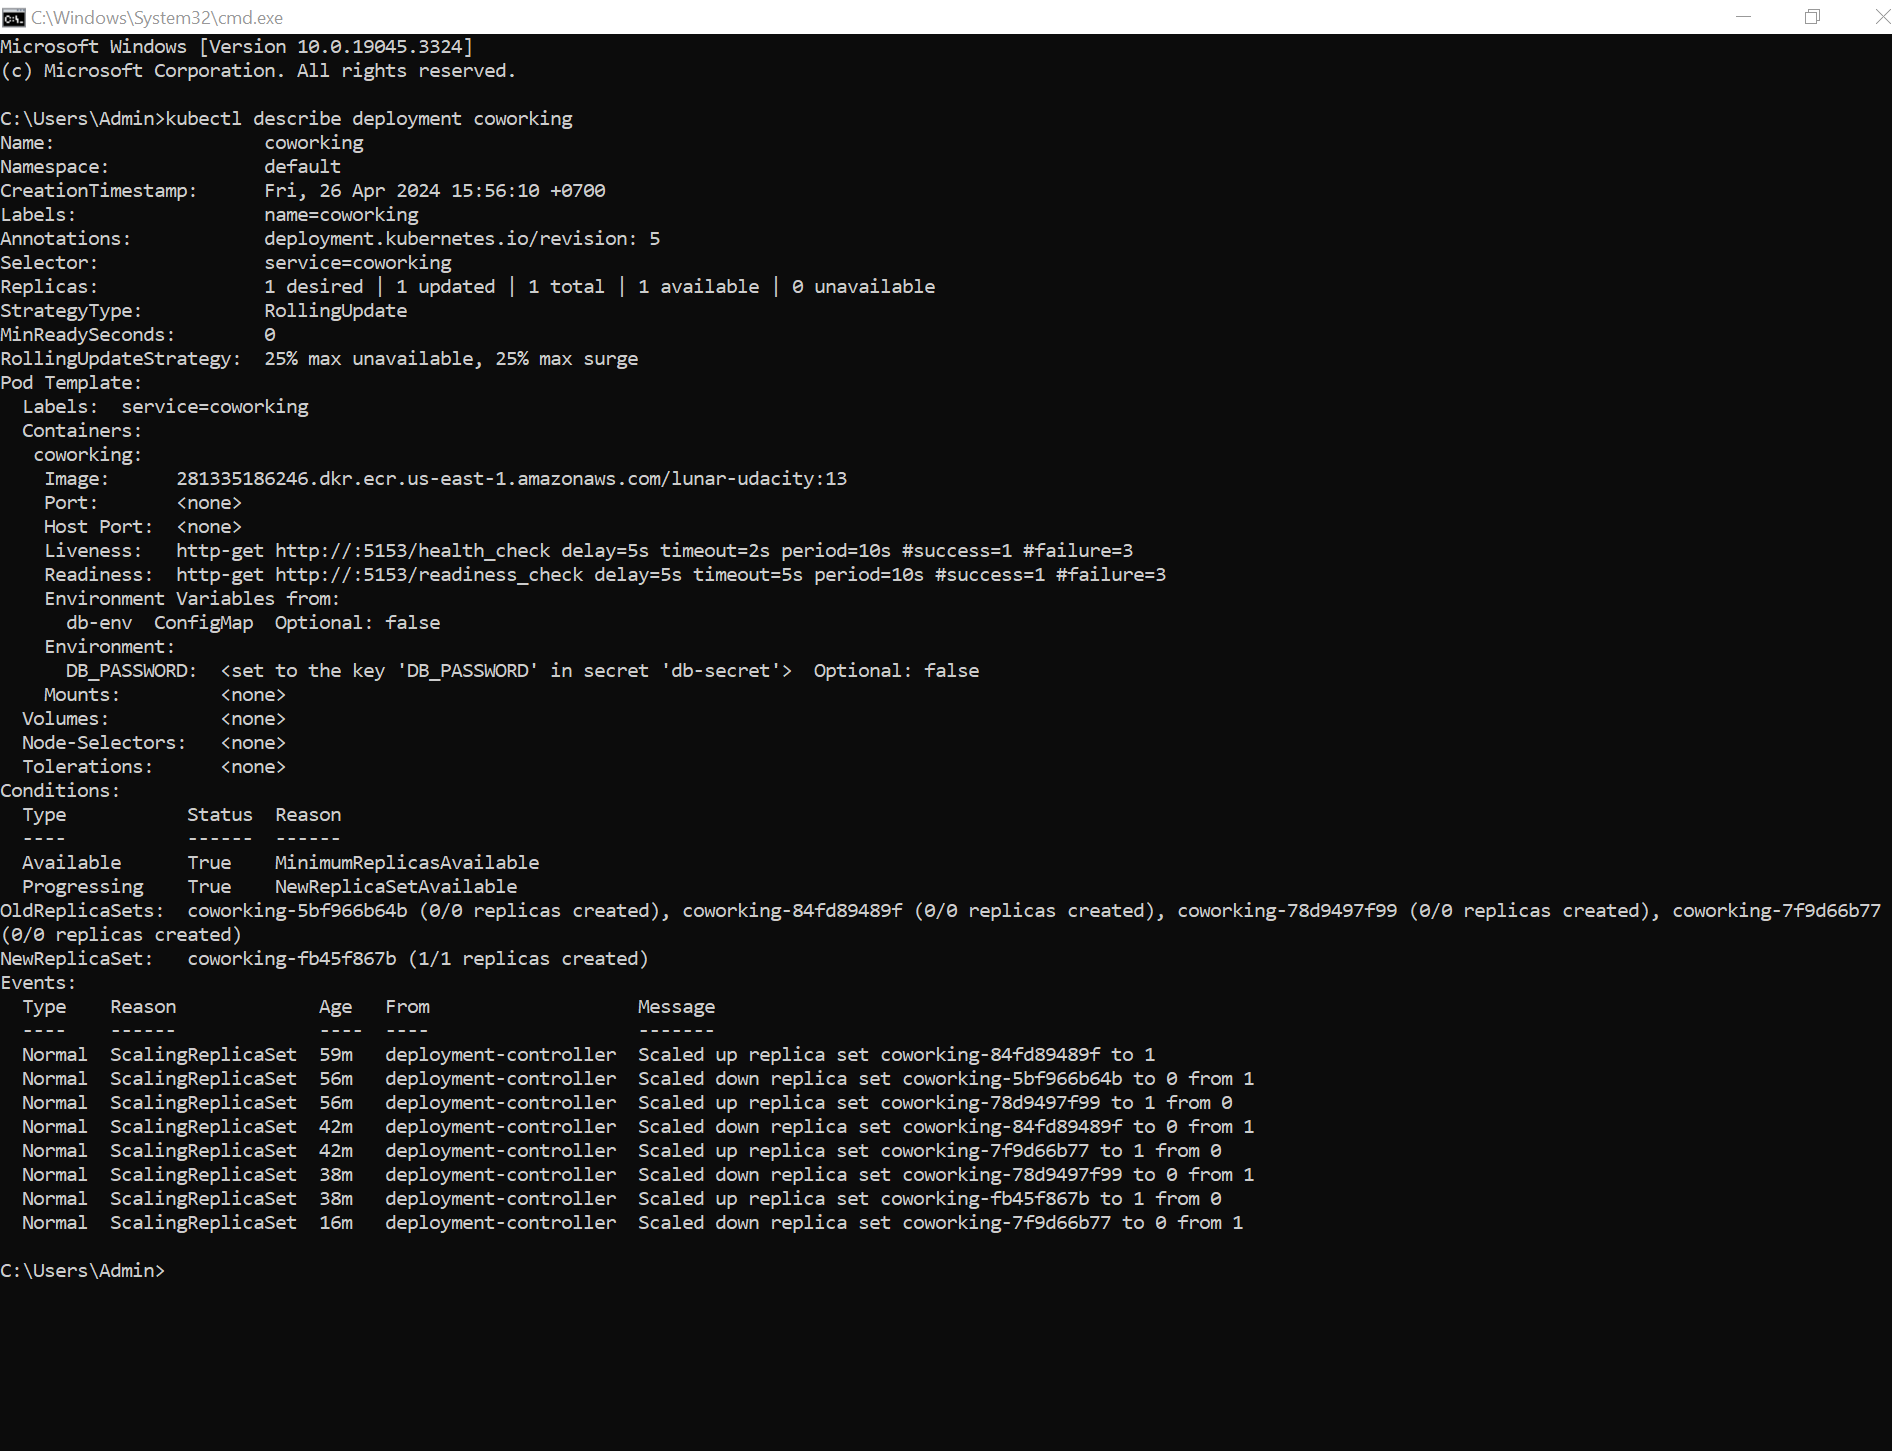 C:\Windows\System32\cmd.exe
Microsoft Windows [Version 10.0.19045.3324]
(c) Microsoft Corporation. All rights reserved.

C:\Users\Admin>kubectl describe deployment coworking
Name:                   coworking
Namespace:              default
CreationTimestamp:      Fri, 26 Apr 2024 15:56:10 +0700
Labels:                 name=coworking
Annotations:            deployment.kubernetes.io/revision: 5
Selector:               service=coworking
Replicas:               1 desired | 1 updated | 1 total | 1 available | 0 unavailable
StrategyType:           RollingUpdate
MinReadySeconds:        0
RollingUpdateStrategy:  25% max unavailable, 25% max surge
Pod Template:
  Labels:  service=coworking
  Containers:
   coworking:
    Image:      281335186246.dkr.ecr.us-east-1.amazonaws.com/lunar-udacity:13
    Port:       <none>
    Host Port:  <none>
    Liveness:   http-get http://:5153/health_check delay=5s timeout=2s period=10s #success=1 #failure=3
    Readiness:  http-get http://:5153/readiness_check delay=5s timeout=5s period=10s #success=1 #failure=3
    Environment Variables from:
      db-env  ConfigMap  Optional: false
    Environment:
      DB_PASSWORD:  <set to the key 'DB_PASSWORD' in secret 'db-secret'>  Optional: false
    Mounts:         <none>
  Volumes:          <none>
  Node-Selectors:   <none>
  Tolerations:      <none>
Conditions:
  Type           Status  Reason
  ----           ------  ------
  Available      True    MinimumReplicasAvailable
  Progressing    True    NewReplicaSetAvailable
OldReplicaSets:  coworking-5bf966b64b (0/0 replicas created), coworking-84fd89489f (0/0 replicas created), coworking-78d9497f99 (0/0 replicas created), coworking-7f9d66b77
(0/0 replicas created)
NewReplicaSet:   coworking-fb45f867b (1/1 replicas created)
Events:
  Type    Reason             Age   From                   Message
  ----    ------             ----  ----                   -------
  Normal  ScalingReplicaSet  59m   deployment-controller  Scaled up replica set coworking-84fd89489f to 1
  Normal  ScalingReplicaSet  56m   deployment-controller  Scaled down replica set coworking-5bf966b64b to 0 from 1
  Normal  ScalingReplicaSet  56m   deployment-controller  Scaled up replica set coworking-78d9497f99 to 1 from 0
  Normal  ScalingReplicaSet  42m   deployment-controller  Scaled down replica set coworking-84fd89489f to 0 from 1
  Normal  ScalingReplicaSet  42m   deployment-controller  Scaled up replica set coworking-7f9d66b77 to 1 from 0
  Normal  ScalingReplicaSet  38m   deployment-controller  Scaled down replica set coworking-78d9497f99 to 0 from 1
  Normal  ScalingReplicaSet  38m   deployment-controller  Scaled up replica set coworking-fb45f867b to 1 from 0
  Normal  ScalingReplicaSet  16m   deployment-controller  Scaled down replica set coworking-7f9d66b77 to 0 from 1

C:\Users\Admin>